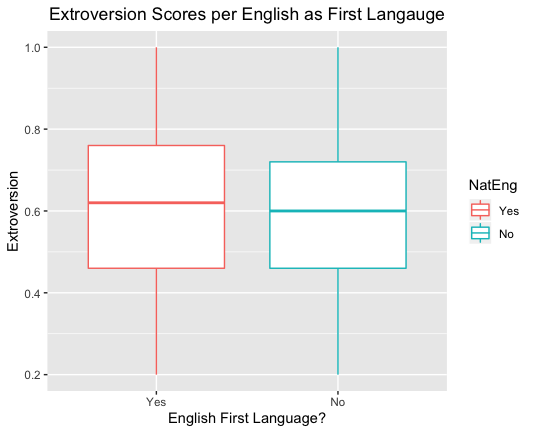 Extroversion Scores per English as First Langauge
1.0
0.8
0.6
0.4
0.2
Extroversion
Yes
No
English First Language?
NatEng
Yes
No